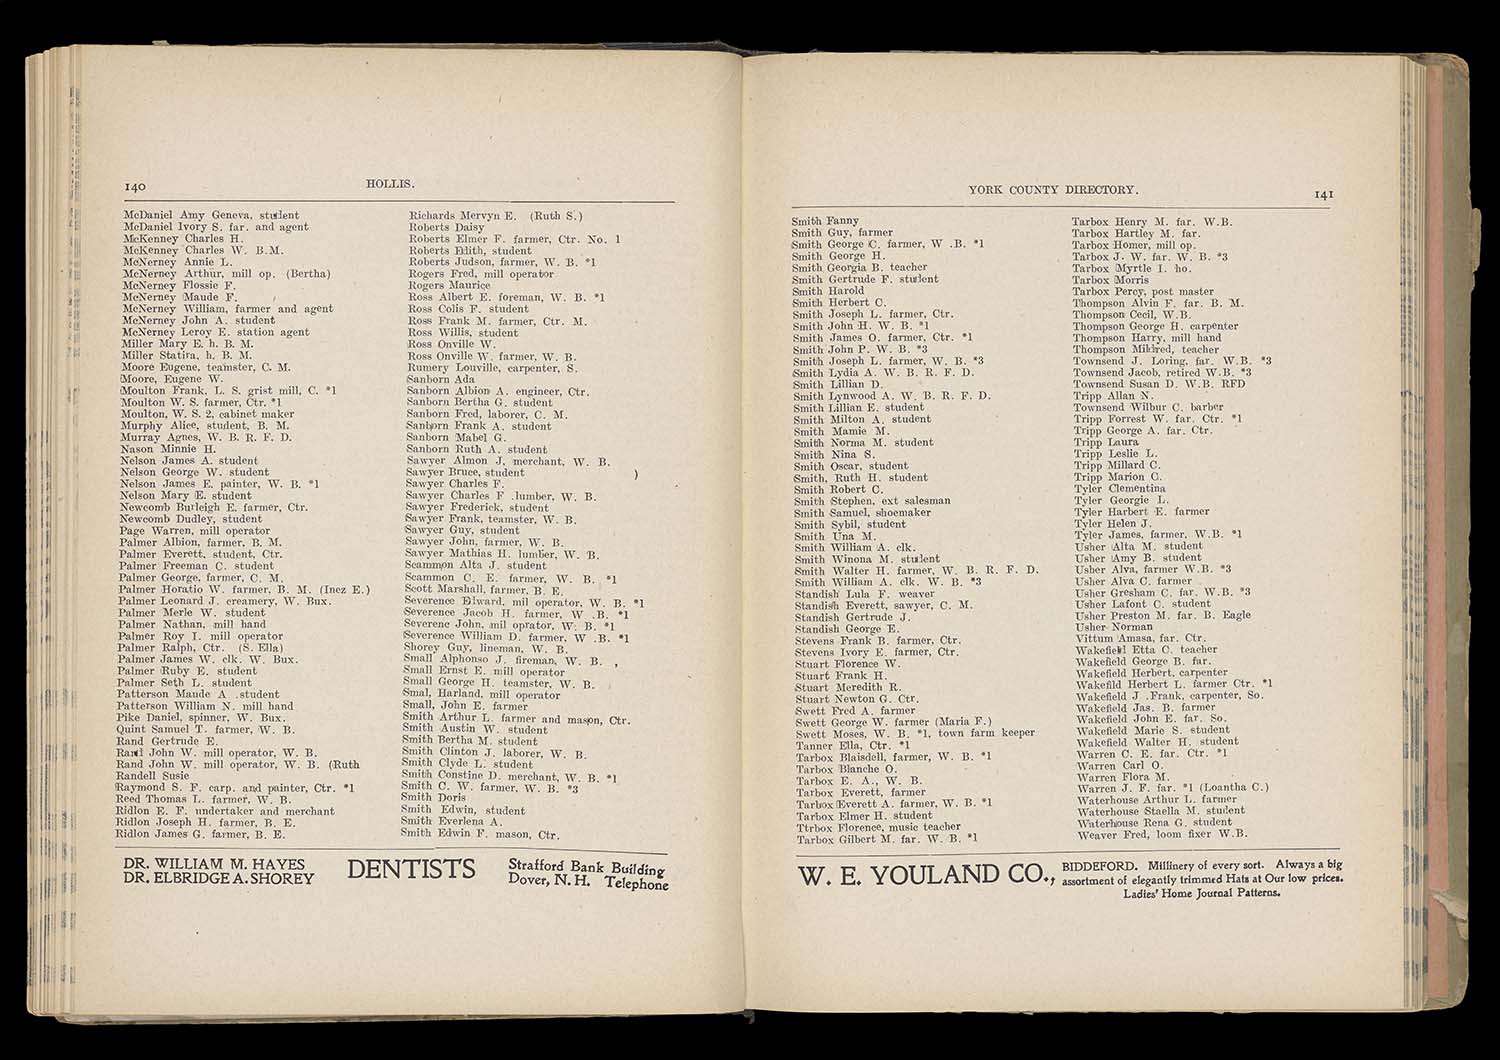 140
HOLLIS.
McDaniel Amy Geneva, student
McDaniel Ivory S. far. and agent
McKenney Charles H.
McKenney Charles W. B.M.
McNerney Annie L.
McNerney Arthur, mill op. (Bertha)
McNerney Flossie F.
McNerney Maude F.
McNerney William, farmer and agent
McNerney John A. student
McNerney Leroy E. station agent
Miller Mary E. h. B. M.
Miller Statira, h. B. M.
Moore Eugene, teamster, C. M.
Moore, Eugene W.
Moulton Frank, L. S. grist mill, C. *1
Moulton W. S. farmer, Ctr. *1
Moulton, W. S. 2, cabinet maker
Murphy Alice, student, B. M.
Murray Agnes, W. B. R. F. D.
Nason Minnie H.
Nelson James A. student
Nelson George W. student
Nelson James E. painter, W. B. *1
Nelson Mary E. student
Newcomb Burleigh E. farmer, Ctr.
Newcomb Dudley, student
Page Warren, mill operator
Palmer Albion, farmer, B. M.
Palmer Everett, student, Ctr.
Palmer Freeman C. student
Palmer George, farmer, C. M.
Palmer Horatio W. farmer, B. M. (Inez E.)
Palmer Leonard J. creamery, W. Bux.
Palmer Merle W. student
Palmer Nathan, mill hand
Palmer Roy I. mill operator
Palmer Ralph, Ctr. (S. Ella)
Palmer James W. clk. W. Bux.
Palmer Ruby E. student
Palmer Seth L. student
Patterson Maude A .student
Patterson William N. mill hand
Pike Daniel, spinner, W. Bux.
Quint Samuel T. farmer, W. B.
Rand Gertrude E.
Rand John W. mill operator, W. B.
Rand John W. mill operator, W. B. (Ruth
Randell Susie
Raymond S. F. carp. and painter, Ctr. *1
Reed Thomas L. farmer, W. B.
Ridlon E. F. undertaker and merchant
Ridlon Joseph H. farmer, B. E.
Ridlon James G. farmer, B. E.
Richards Mervyn E. (Ruth S.)
Roberts Daisy
Roberts Elmer F. farmer, Ctr. No. 1
Roberts Edith, student
Roberts Judson, farmer, W. B. *1
Rogers Fred, mill operator
Rogers Maurice
Ross Albert E. foreman, W. B. *1
Ross Colis F. student
Ross Frank M. farmer, Ctr. M.
Ross Willis, student
Ross Onville W.
Ross Onville W. farmer, W. B.
Rumery Louville, carpenter, S.
Sanborn Ada
Sanborn Albion A. engineer, Ctr.
Sanborn Bertha G. student
Sanborn Fred, laborer, C. M.
Sanborn Frank A. student
Sanborn Mabel G.
Sanborn Ruth A. student
Sawyer Almon J. merchant, W. B.
Sawyer Bruce, student )
Sawyer Charles F.
Sawyer Charles F .lumber, W. B.
Sawyer Frederick, student
Sawyer Frank, teamster, W. B.
Sawyer Guy, student
Sawyer John, farmer, W. B.
Sawyer Mathias H. lumber, W. B.
Scammon Alta J. student
Scammon C. E. farmer, W. B. *1
Scott Marshall, farmer, B. E.
Severence Edward, mil operator, W. B. *1
Severence Jacob H. farmer, W .B. *1
Severene John, mil oprator, W. B. *1
Severence William D. farmer, W .B. *1
Shorey Guy, lineman, W. B.
Small Alphonso J. fireman, W. B.
Small Ernst E. mill operator
Small George H. teamster, W. B.
Smal, Harland, mill operator
Small, John E. farmer
Smith Arthur L. farmer and mason, Ctr.
Smith Austin W. student
Smith Bertha M. student
Smith Clinton J. laborer, W. B.
Smith Clyde L. student
Smith Constine D. merchant, W. B. *1
Smith C. W. farmer, W. B. *3
Smith Doris
Smith Edwin, student
Smith Everlena A.
Smith Edwin F. mason, Ctr.
DR. WILLIAM M. HAYES
DR. ELBRIDGE A. SHOREY
DENTISTS
Strafford Bank Building
Dover, N. H. Telephone
YORK COUNTY DIRECTORY.
141
Smith Fanny
Smith Guy, farmer
Smith George C. farmer, W .B. *1
Smith George H.
Smith Georgia B. teacher
Smith Gertrude F. student
Smith Harold
Smith Herbert C.
Smith Joseph L. farmer, Ctr.
Smith John H. W. B. *1
Smith James O. farmer, Ctr. *1
Smith John P. W. B. *3
Smith Joseph L. farmer, W. B. *3
Smith Lydia A. W. B. R. F. D.
Smith Lillian D.
Smith Lynwood A. W. B. R. F. D.
Smith Lillian E. student
Smith Milton A. student
Smith Mamie M.
Smith Norma M. student
Smith Nina S.
Smith Oscar, student
Smith, Ruth H. student
Smith Robert C.
Smith Stephen, ext salesman
Smith Samuel, shoemaker
Smith Sybil, student
Smith Una M.
Smith William A. clk.
Smith Winona M. student
Smith Walter H. farmer, W. B. R. F. D.
Smith William A. clk. W. B. *3
Standish Lula F. weaver
Standish Everett, sawyer, C. M.
Standish Gertrude J.
Standish George E.
Stevens Frank B. farmer, Ctr.
Stevens Ivory E. farmer, Ctr.
Stuart Florence W.
Stuart Frank H.
Stuart Meredith R.
Stuart Newton G. Ctr.
Swett Fred A. farmer
Swett George W. farmer (Maria F.)
Swett Moses, W. B. *1, town farm keeper
Tanner Ella, Ctr. *1
Tarbox Blaisdell, farmer, W. B. *1
Tarbox Blanche O.
Tarbox E. A., W. B.
Tarbox Everett, farmer
Tarbox Everett A. farmer, W. B. *1
Tarbox Elmer H. student
Ttrbox Florence, music teacher
Tarbox Gilbert M. far. W. B. *1
Tarbox Henry M. far. W.B.
Tarbox Hartley M. far.
Tarbox Homer, mill op.
Tarbox J. W. far. W. B. *3
Tarbox Myrtle I. ho.
Tarbox Morris
Tarbox Percy, post master
Thompson Alvin F. far. B. M.
Thompson Cecil, W.B.
Thompson George H. carpenter
Thompson Harry, mill hand
Thompson Mildred, teacher
Townsend J. Loring, far. W.B. *3
Townsend Jacob, retired W.B. *3
Townsend Susan D. W.B. RFD
Tripp Allan N.
Townsend Wilbur C. barber
Tripp Forrest W. far. Ctr. *1
Tripp George A. far. Ctr.
Tripp Laura
Tripp Leslie L.
Tripp Millard C.
Tripp Marion C.
Tyler Clementina
Tyler Georgie L.
Tyler Harbert E. farmer
Tyler Helen J.
Tyler James, farmer, W.B. *1
Usher Alta M. student
Usher Amy B. student
Usher Alva, farmer W.B. *3
Usher Alva C. farmer
Usher Gresham C. far. W.B. *3
Usher Lafont C. student
Usher Preston M. far. B. Eagle
Usher Norman
Vittum Amasa, far. Ctr.
Wakefield Etta C. teacher
Wakefield George B. far.
Wakefield Herbert, carpenter
Wakefild Herbert L. farmer Ctr. *1
Wakefield J .Frank, carpenter, So.
Wakefield Jas. B. farmer
Wakefield John E. far. So.
Wakefield Marie S. student
Wakefield Walter H. student
Warren C. E. far. Ctr. *1
Warren Carl O.
Warren Flora M.
Warren J. F. far. *1 (Loantha C.)
Waterhouse Arthur L. farmer
Waterhouse Staella M. student
Waterhouse Rena G. student
Weaver Fred, loom fixer W.B.
W. E. YOULAND CO.,
BIDDEFORD. Millinery of every sort. Always a big
assortment of elegantly trimmed Hats at Our low prices.
Ladies' Home Journal Patterns.